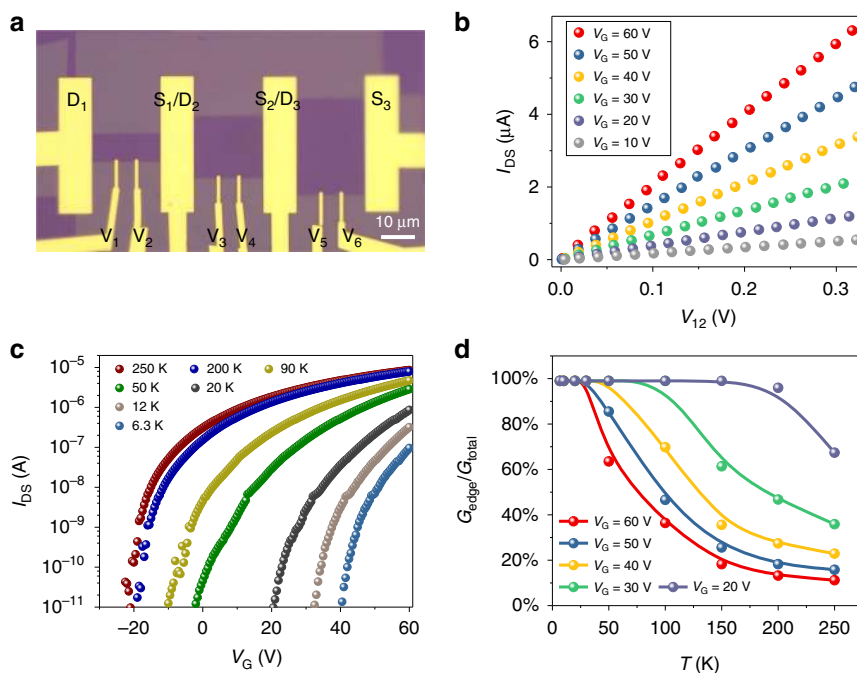 a
D1 S1/D2 S2/D3 S3
V1 V2 V3 V4 V5 V6
10 μm
b
VG = 60 V
VG = 50 V
VG = 40 V
VG = 30 V
VG = 20 V
VG = 10 V
IDS (μA)
6
4
2
0
0.0 0.1 0.2 0.3
V12 (V)
c
250 K 200 K 90 K
50 K 20 K
12 K
6.3 K
IDS (A)
10−5
10−6
10−7
10−8
10−9
10−10
10−11
−20 0 20 40 60
VG (V)
d
Gedge/Gtotal
100%
80%
60%
40%
20%
0%
VG = 60 V
VG = 50 V
VG = 40 V
VG = 30 V VG = 20 V
0 50 100 150 200 250
T (K)